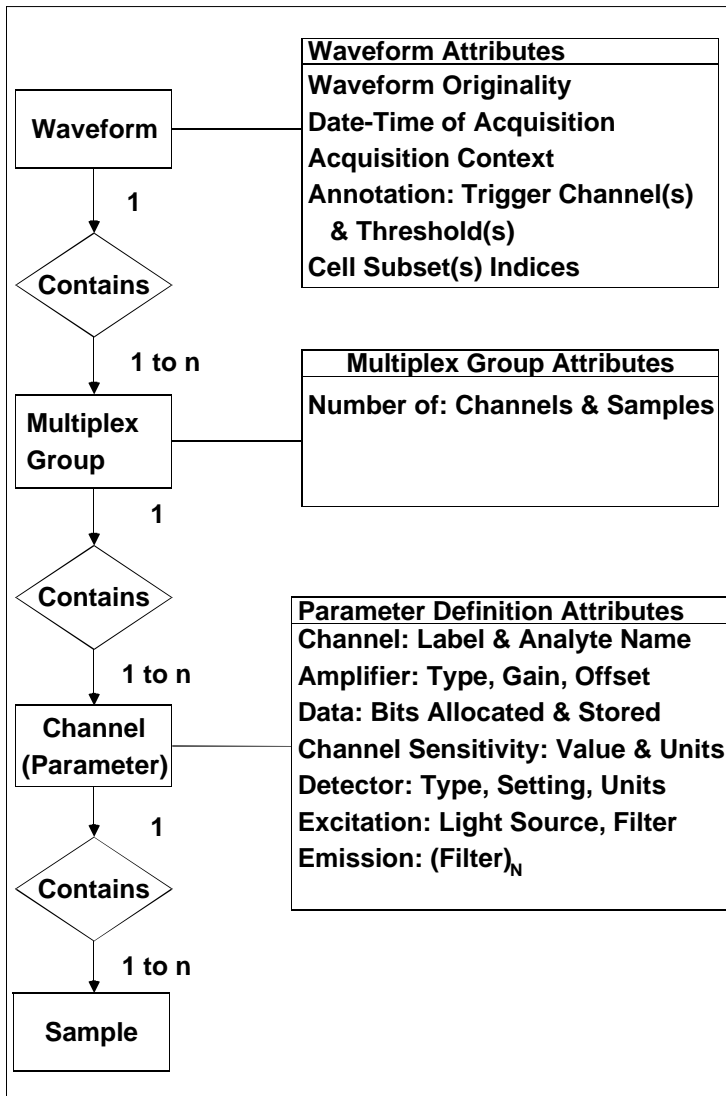 Waveform Attributes
Waveform
Waveform Originality
Date-Time of Acquisition
Acquisition Context
Annotation: Trigger Channel(s)
& Threshold(s)
Cell Subset(s) Indices
1
Contains
1 to n
Multiplex Group Attributes
Multiplex
Group
Number of: Channels & Samples
1
Contains
1 to n
Parameter Definition Attributes
Channel: Label & Analyte Name
Amplifier: Type, Gain, Offset
Data: Bits Allocated & Stored
Channel Sensitivity: Value & Units
Detector: Type, Setting, Units
Excitation: Light Source, Filter
Emission: (Filter)N
Channel
(Parameter)
1
Contains
1 to n
Sample